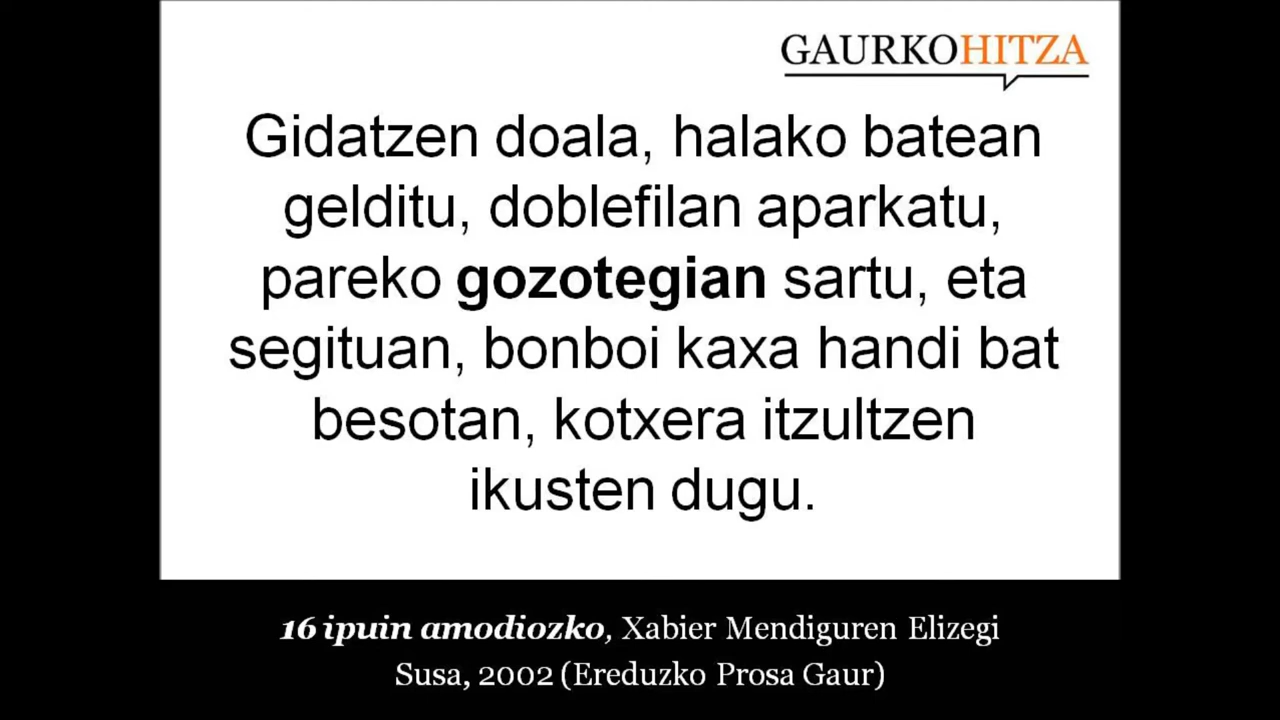 GAURKOHITZA
Gidatzen doala, halako batean
gelditu, doblefilan aparkatu,
pareko gozotegian sartu, eta
segituan, bonboi kaxa handi bat
besotan, kotxera itzultzen
ikusten dugu.
16 ipuin amodiozko, Xabier Mendiguren Elizegi
Susa, 2002 (Ereduzko Prosa Gaur)